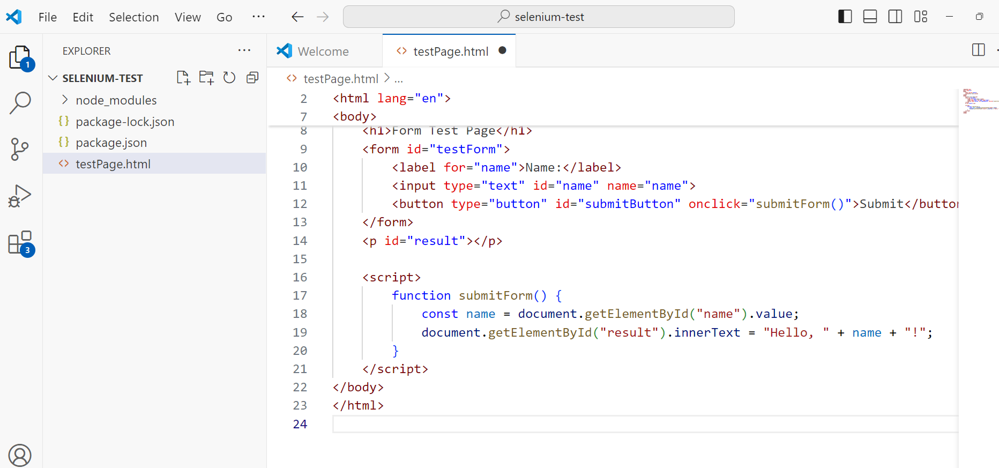 File Edit Selection View Go ...
selenium-test
EXPLORER ...
SELENIUM-TEST
node_modules
{} package-lock.json
{} package.json
<> testPage.html
1
3
Welcome
<> testPage.html
<> testPage.html > ...
2 <html lang="en">
7 <body>
8 <h1>Form Test Page</h1>
9 <form id="testForm">
10 <label for="name">Name:</label>
11 <input type="text" id="name" name="name">
12 <button type="button" id="submitButton" onclick="submitForm()">Submit</button
13 </form>
14 <p id="result"></p>
15
16 <script>
17 function submitForm() {
18 const name = document.getElementById("name").value;
19 document.getElementById("result").innerText = "Hello, " + name + "!";
20 }
21 </script>
22 </body>
23 </html>
24